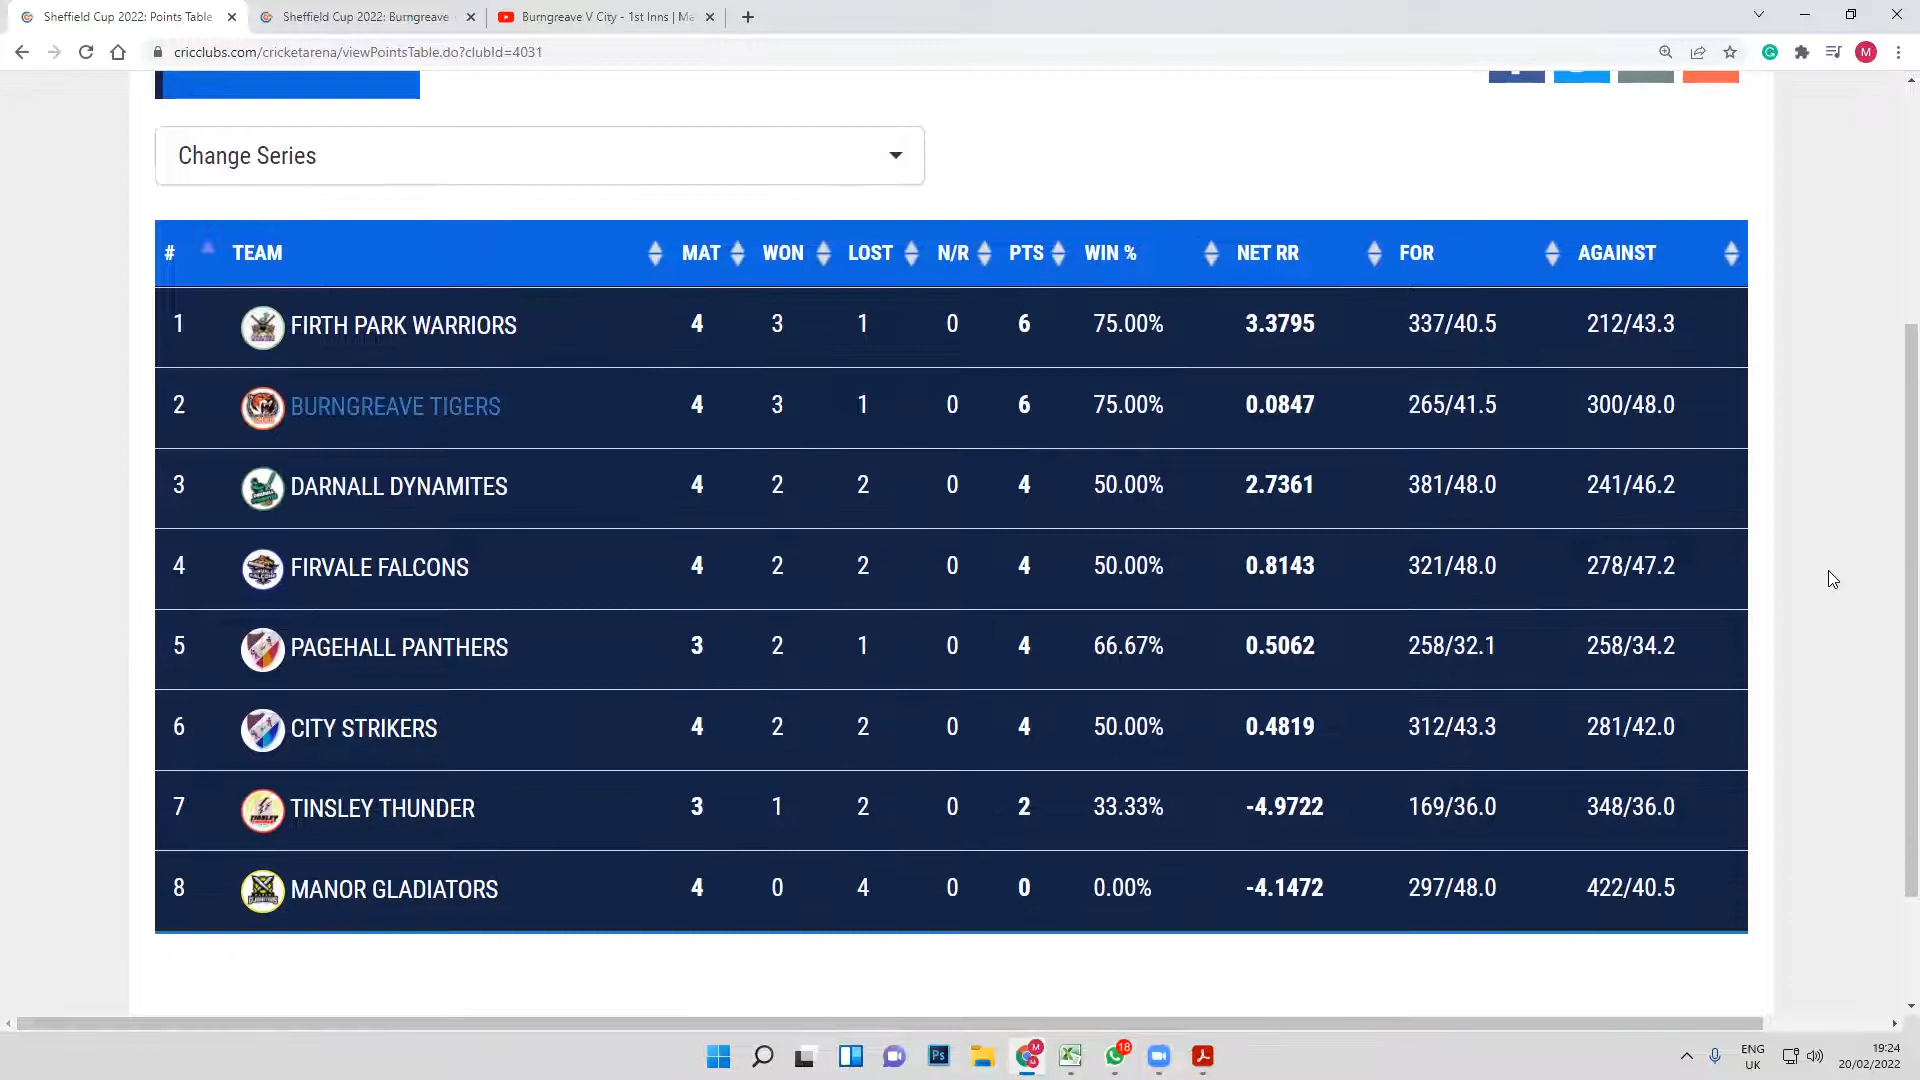 Sheffield Cup 2022: Points Table
Sheffield Cup 2022: Burngreave
Burngreave V City - 1st Inns | Ma
cricclubs.com/cricketarena/viewPointsTable.do?clubId=4031
M
Change Series
# TEAM MAT WON LOST N/R PTS WIN % NET RR FOR AGAINST
1 FIRTH PARK WARRIORS 4 3 1 0 6 75.00% 3.3795 337/40.5 212/43.3
2 BURNGREAVE TIGERS 4 3 1 0 6 75.00% 0.0847 265/41.5 300/48.0
3 DARNALL DYNAMITES 4 2 2 0 4 50.00% 2.7361 381/48.0 241/46.2
4 FIRVALE FALCONS 4 2 2 0 4 50.00% 0.8143 321/48.0 278/47.2
5 PAGEHALL PANTHERS 3 2 1 0 4 66.67% 0.5062 258/32.1 258/34.2
6 CITY STRIKERS 4 2 2 0 4 50.00% 0.4819 312/43.3 281/42.0
7 TINSLEY THUNDER 3 1 2 0 2 33.33% -4.9722 169/36.0 348/36.0
8 MANOR GLADIATORS 4 0 4 0 0 0.00% -4.1472 297/48.0 422/40.5
Ps
M
18
ENG
UK
19:24
20/02/2022